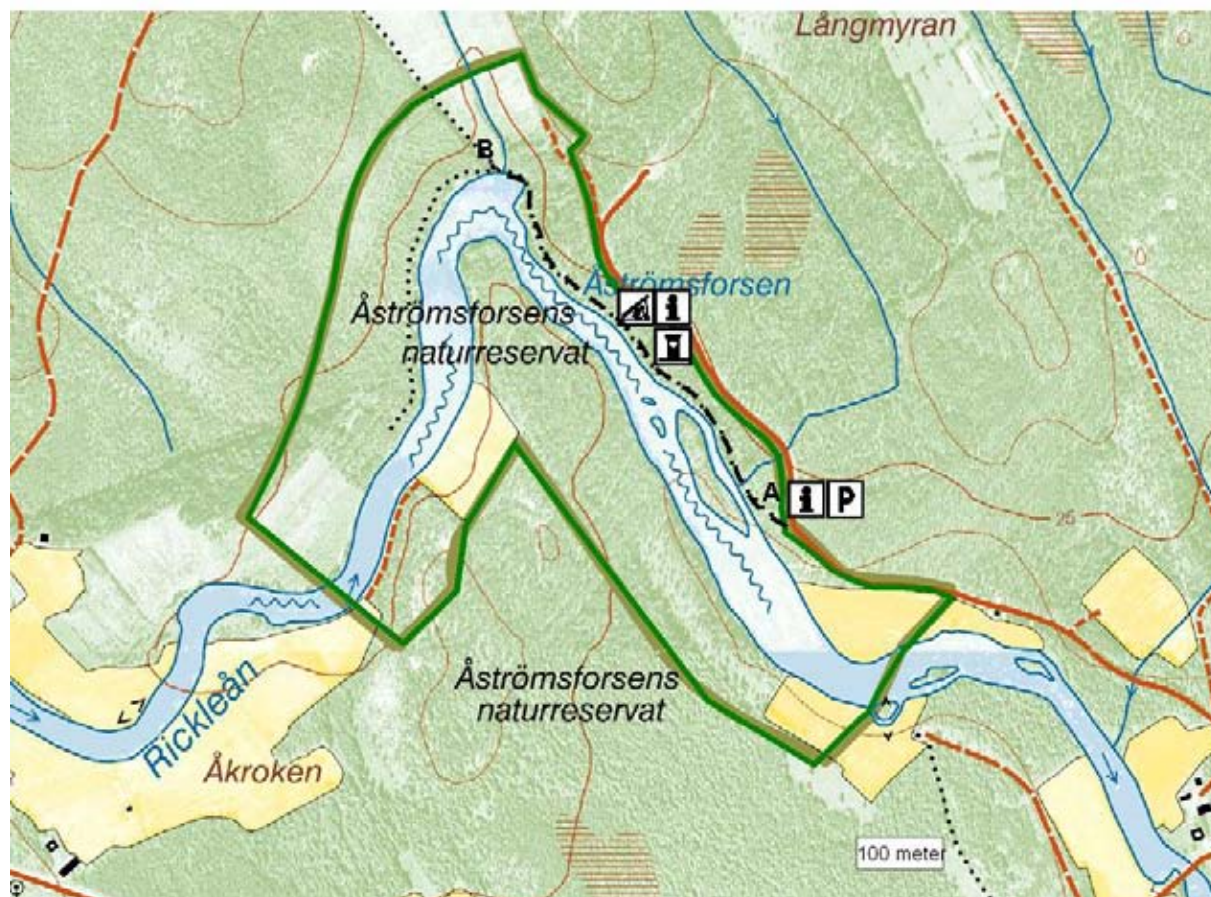 Långmyran
B
Åströmsforsen
Åströmsforsens
naturreservat
A
P
25
Åströmsforsens
naturreservat
Rickleån
Åkroken
100 meter